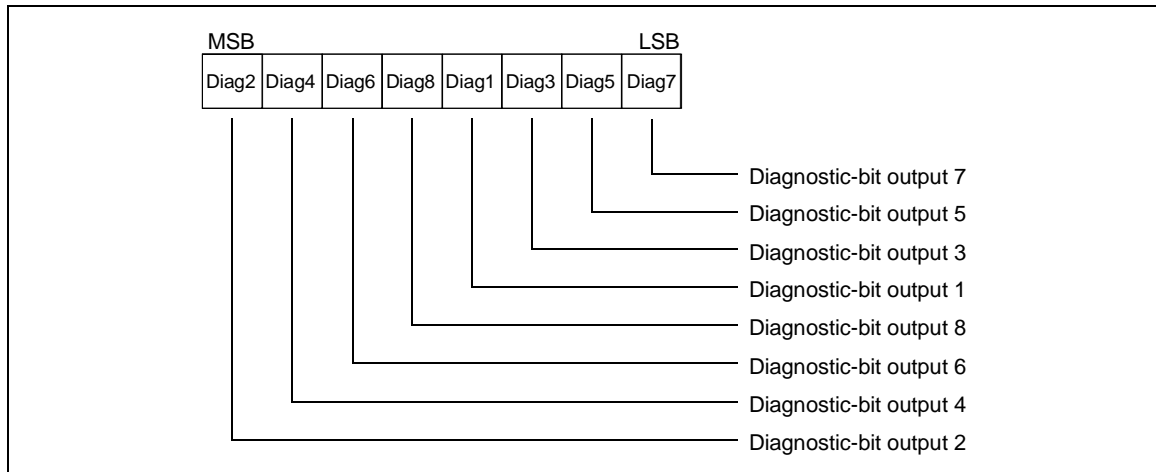 MSB LSB
Diag2 Diag4 Diag6 Diag8 Diag1 Diag3 Diag5 Diag7
Diagnostic-bit output 7
Diagnostic-bit output 5
Diagnostic-bit output 3
Diagnostic-bit output 1
Diagnostic-bit output 8
Diagnostic-bit output 6
Diagnostic-bit output 4
Diagnostic-bit output 2